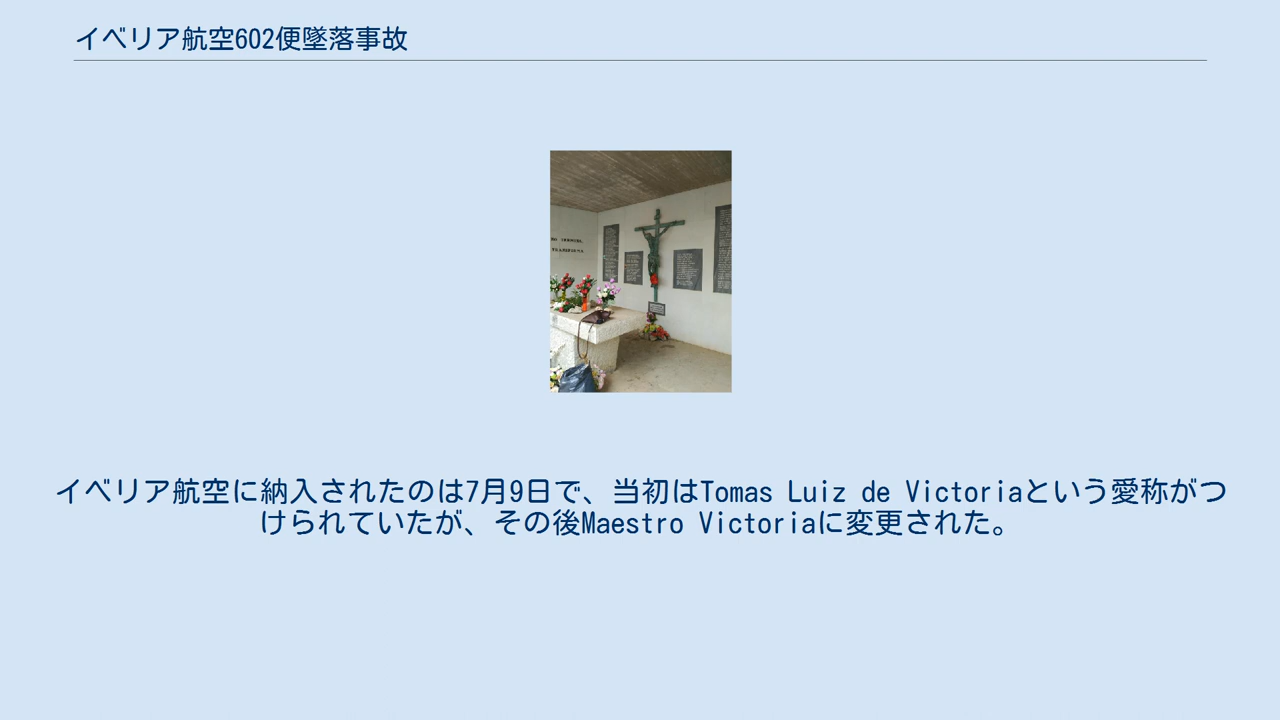 イベリア航空602便墜落事故
イベリア航空に納入されたのは7月9日で、当初はTomas Luiz de Victoriaという愛称がつ
けられていたが、その後Maestro Victoriaに変更された。